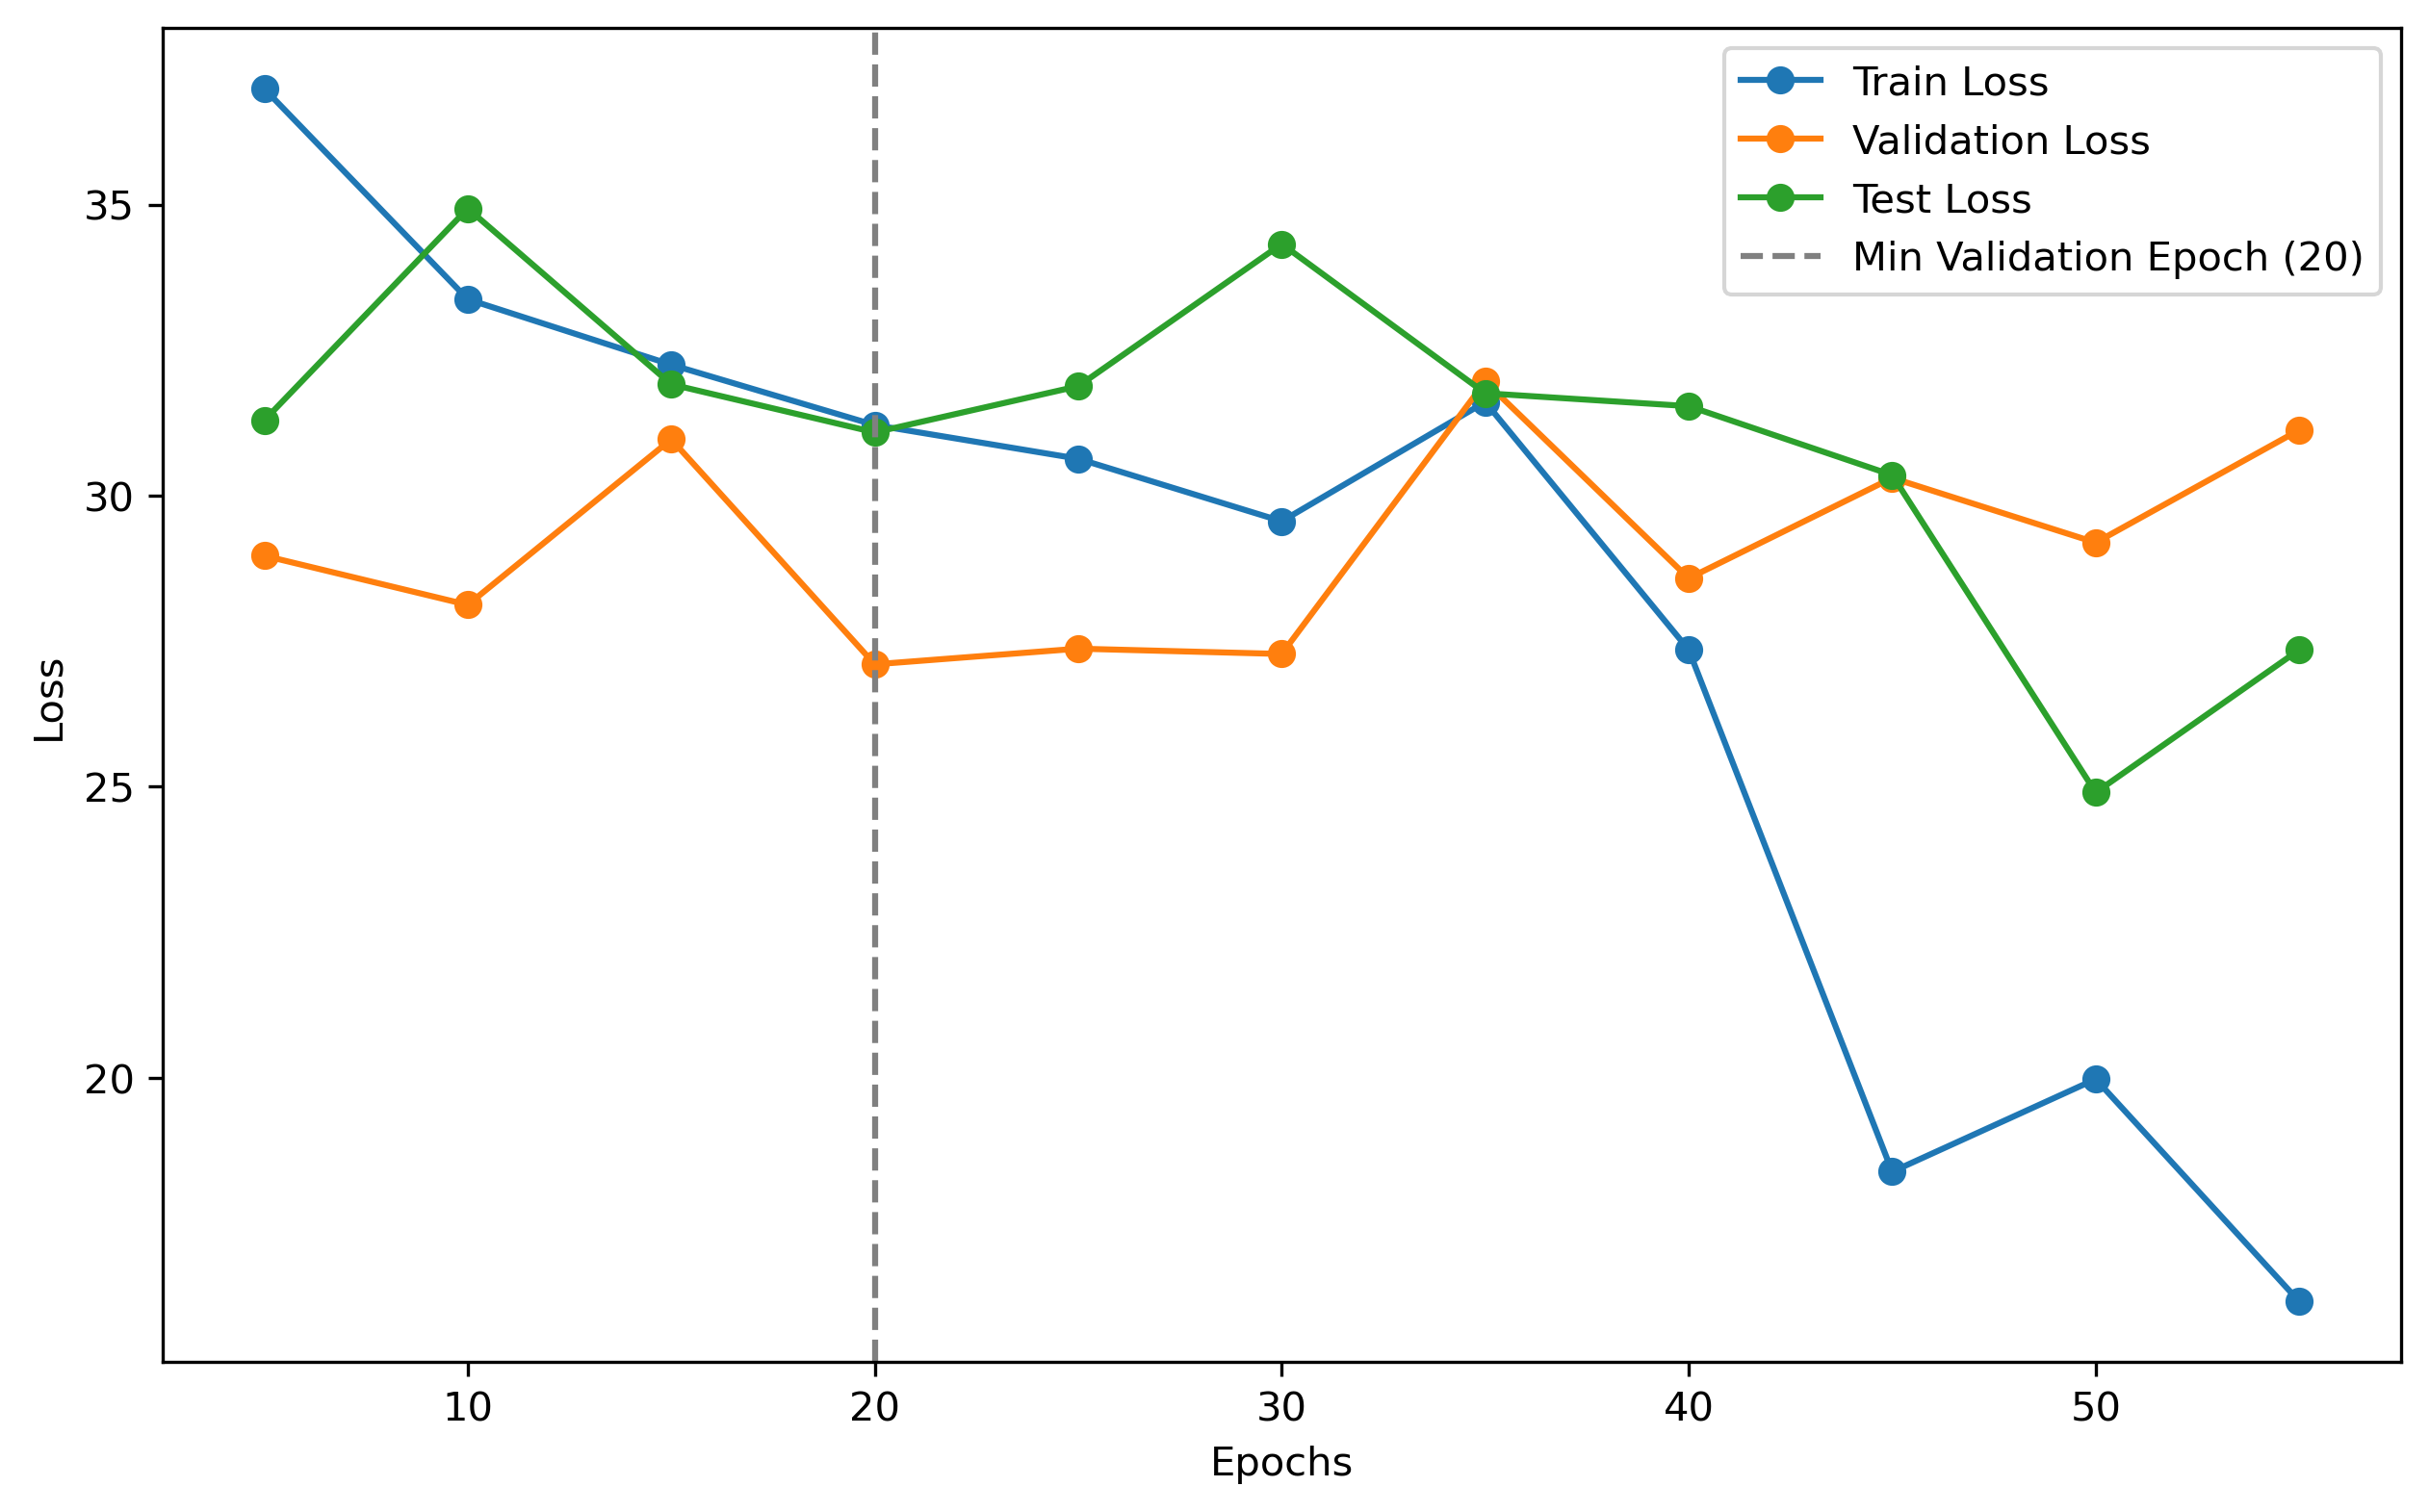 Train Loss
Validation Loss
Test Loss
Min Validation Epoch (20)
35
30
25
20
Loss
10 20 30 40 50
Epochs